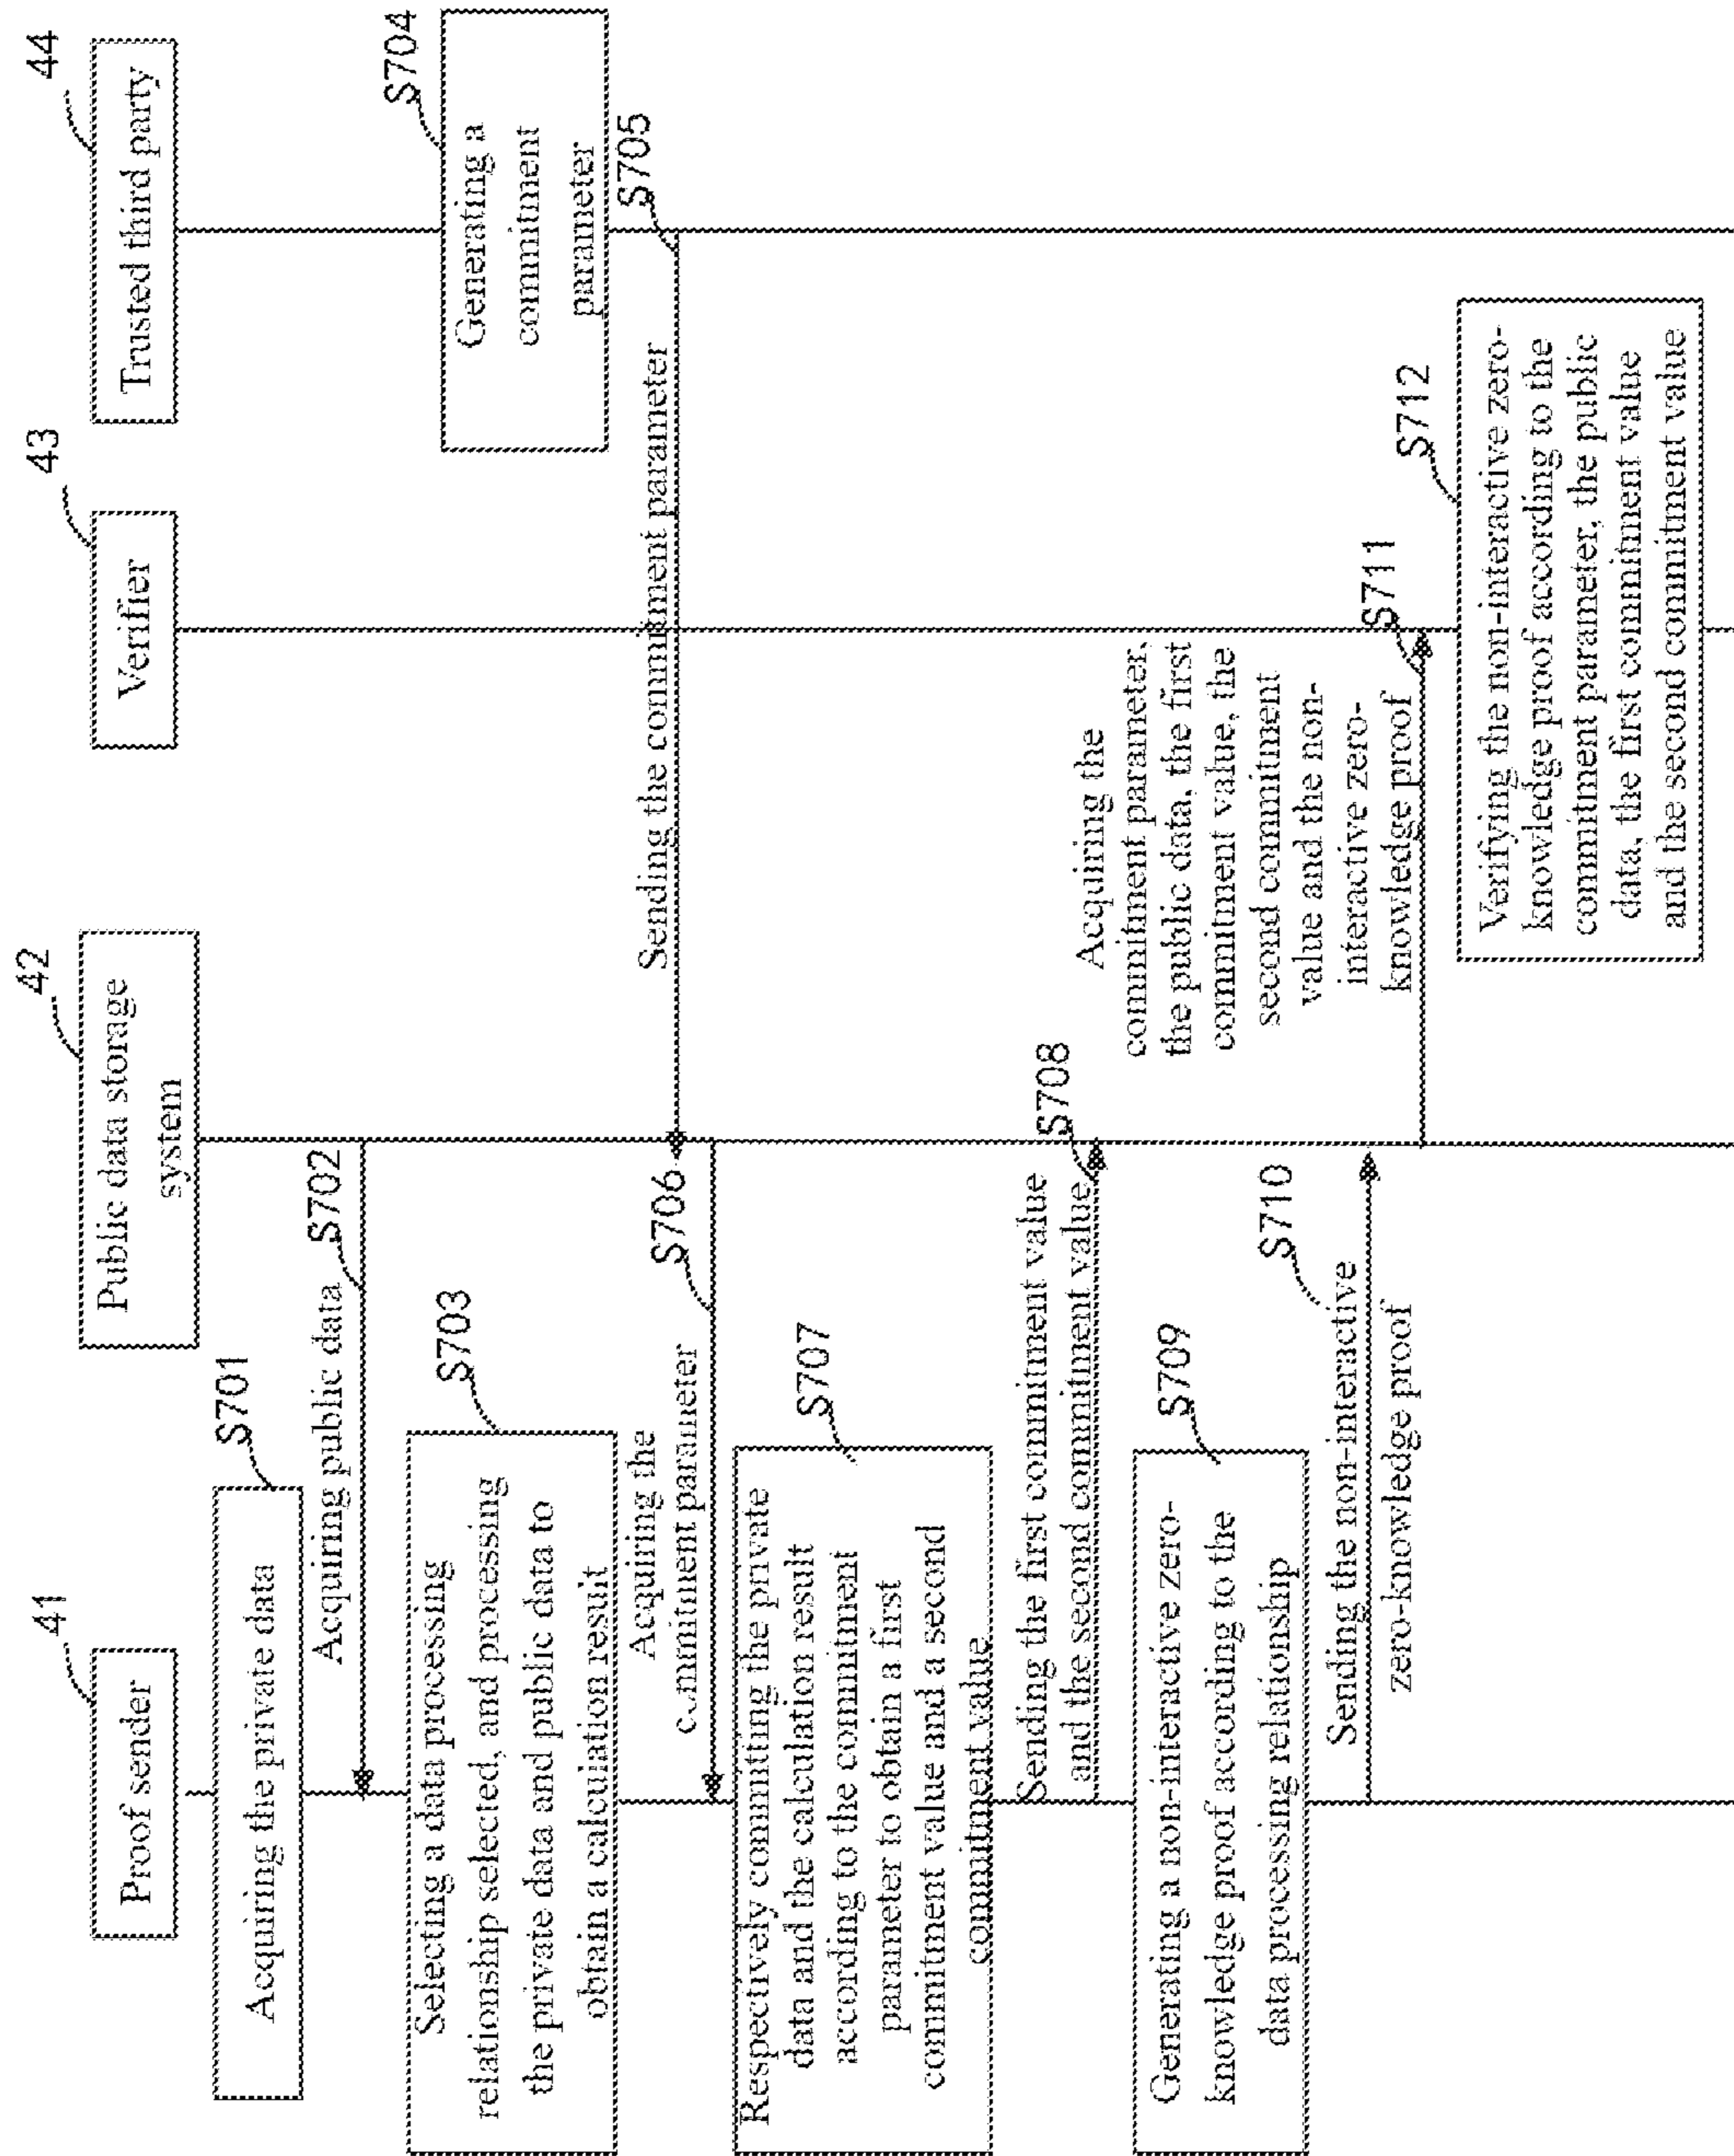 41
Proof sender
42
Public data storage
system
43
Verifier
44
Trusted third party
S701
Acquiring the private data
Acquiring public data
S702
S703
Selecting a data processing
relationship selected, and processing
the private data and public data to
obtain a calculation result
S704
Generating a
commitment
parameter
Sending the commitment parameter
S705
Acquiring the
commitment parameter
S706
S707
Respectively committing the private
data and the calculation result
according to the commitment
parameter to obtain a first
commitment value and a second
commitment value
Sending the first commitment value
and the second commitment value
S708
S709
Generating a non-interactive zero-
knowledge proof according to the
data processing relationship
Sending the non-interactive
zero-knowledge proof
S710
Acquiring the
commitment parameter,
the public data, the first
commitment value, the
second commitment
value and the non-
interactive zero-
knowledge proof
S711
S712
Verifying the non-interactive zero-
knowledge proof according to the
commitment parameter, the public
data, the first commitment value
and the second commitment value